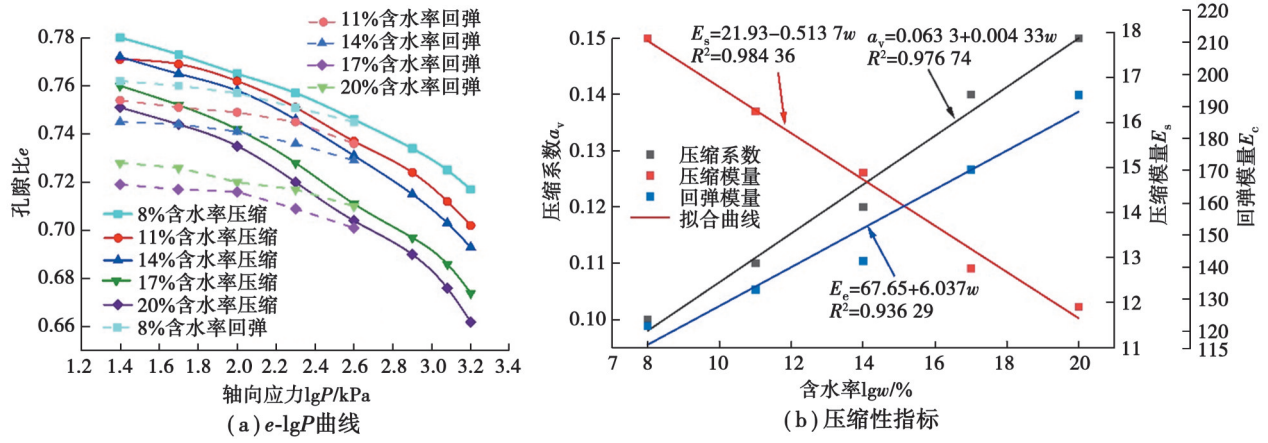 11%含水率回弹
14%含水率回弹
17%含水率回弹
20%含水率回弹
0.78
0.76
0.74
0.72
0.70
0.68
0.66
孔隙比e
8%含水率压缩
11%含水率压缩
14%含水率压缩
17%含水率压缩
20%含水率压缩
8%含水率回弹
1.2 1.4 1.7 2.0 2.3 2.6 2.9 3.2 3.0 3.2 3.4
轴向应力lgP/kPa
(a) e-lgP曲线
0.15
0.14
0.13
0.12
0.11
0.10
压缩系数av
Es=21.93−0.513 7w
R²=0.984 36
av=0.063 3+0.004 33w
R²=0.976 74
压缩系数
压缩模量
回弹模量
拟合曲线
Ee=67.65+6.037w
R²=0.936 29
7 8 10 12 14 16 18 20
含水率lgw/%
18
17
16
15
14
13
12
11
压缩模量Es
220
210
200
190
180
170
160
150
140
130
120
115
回弹模量Ec
(b)压缩性指标